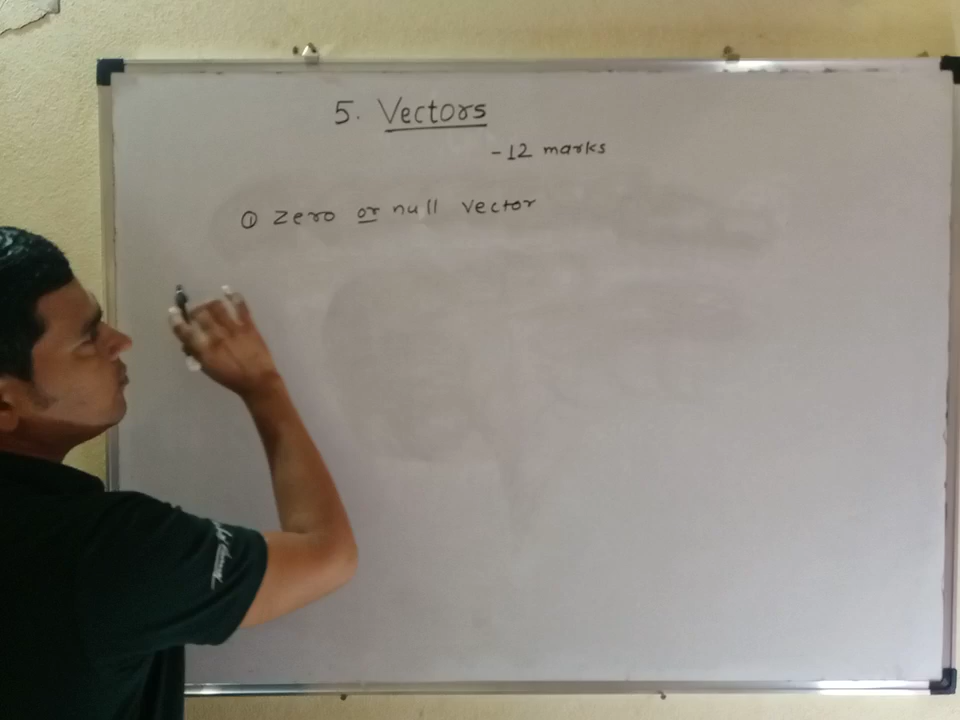 5. Vectors
- 12 marks
① Zero or null vector